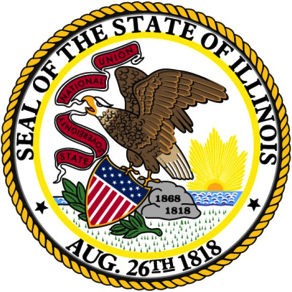 SEAL OF THE STATE OF ILLINOIS
STATE
SOVEREIGNTY
NATIONAL
UNION
1868
1818
AUG. 26TH 1818